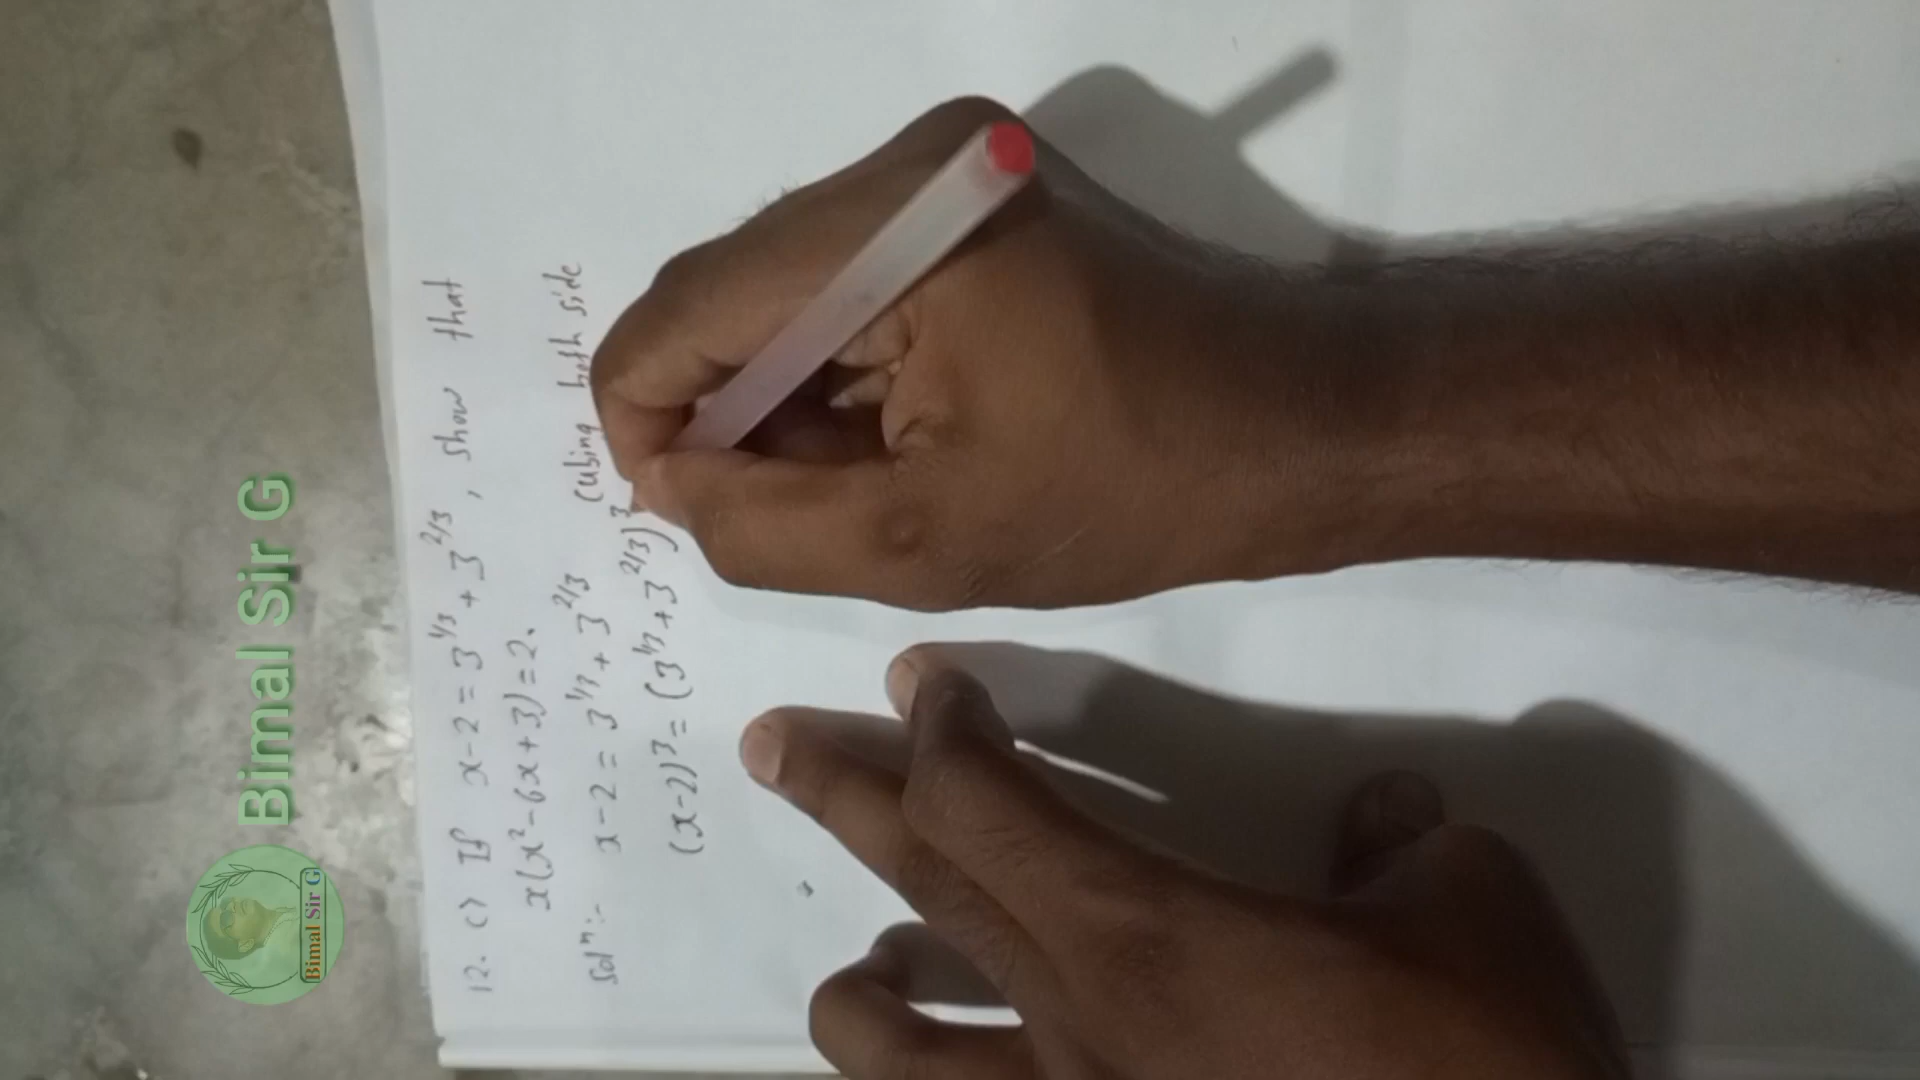 Bimal Sir G
Bimal Sir G
12. c) If x-2 = 3^1/3 + 3^2/3, show that
x(x²-6x+3)=2.
Solⁿ:- x-2 = 3^1/3 + 3^2/3 (cubing both side
(x-2)³ = (3^1/3 + 3^2/3)³